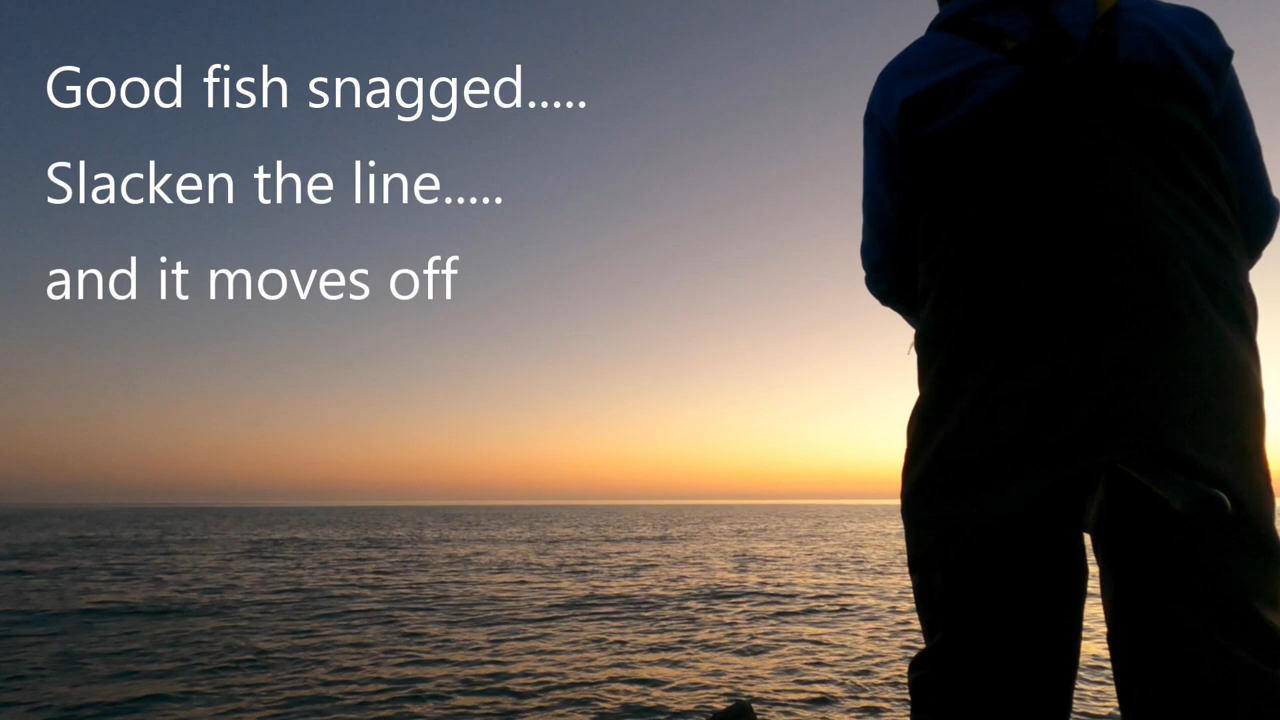 Good fish snagged.....
Slacken the line.....
and it moves off